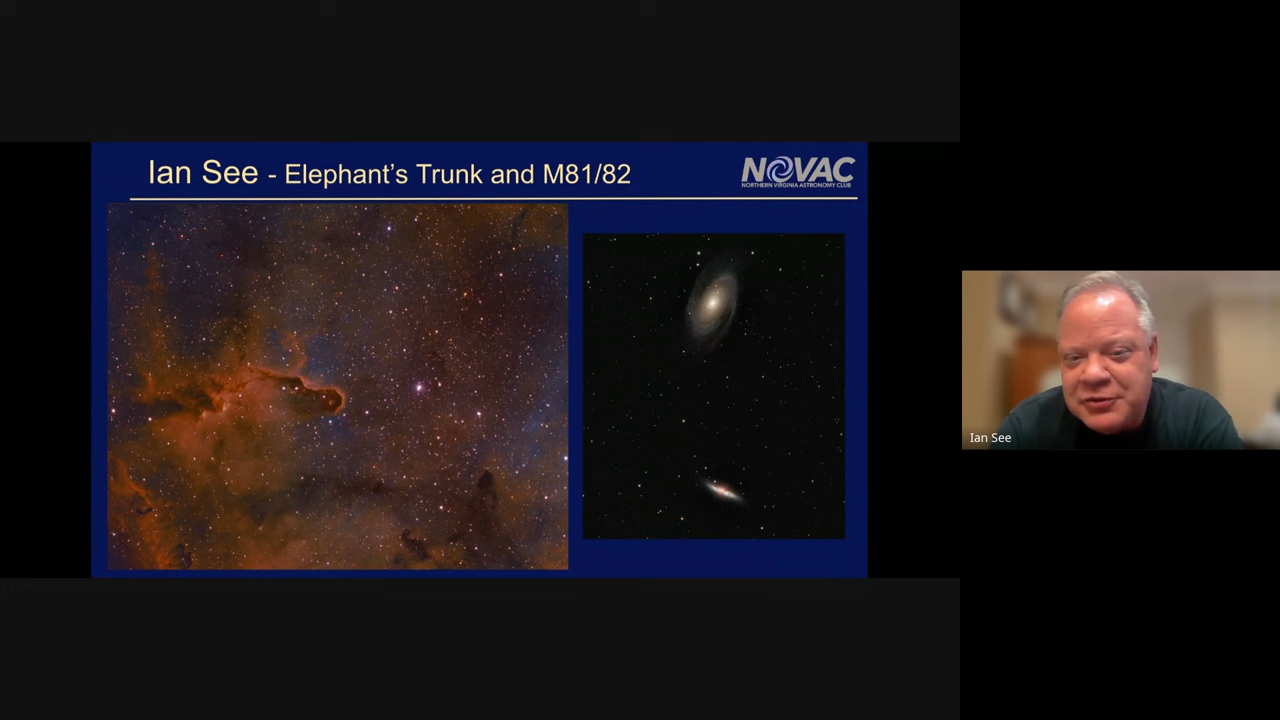 Ian See - Elephant's Trunk and M81/82
NOVAC
NORTHERN VIRGINIA ASTRONOMY CLUB
Ian See